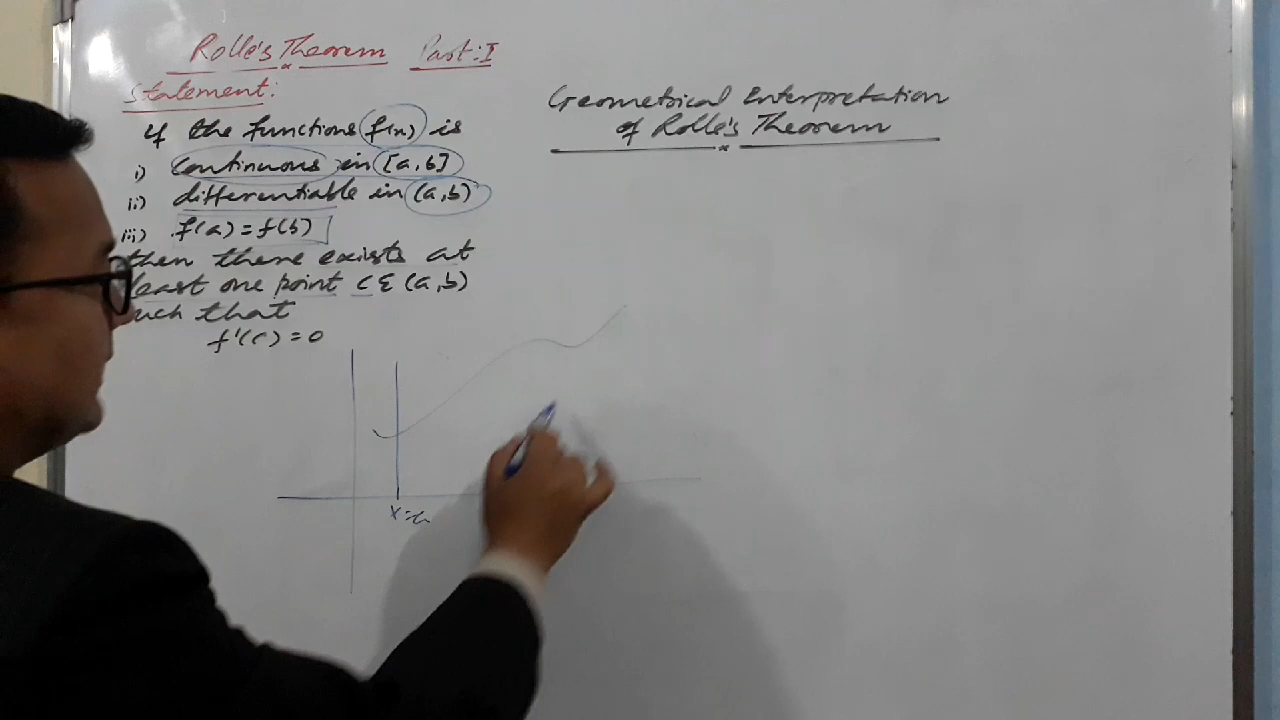 Rolle's Theorem Part: I
Statement:
If the functions f(x) is
i) Continuous in [a, b]
ii) differentiable in (a, b)
iii) f(a) = f(b)
then there exists at
least one point c ε (a, b)
such that
f'(c) = 0
x = a
Geometrical Interpretation
of Rolle's Theorem